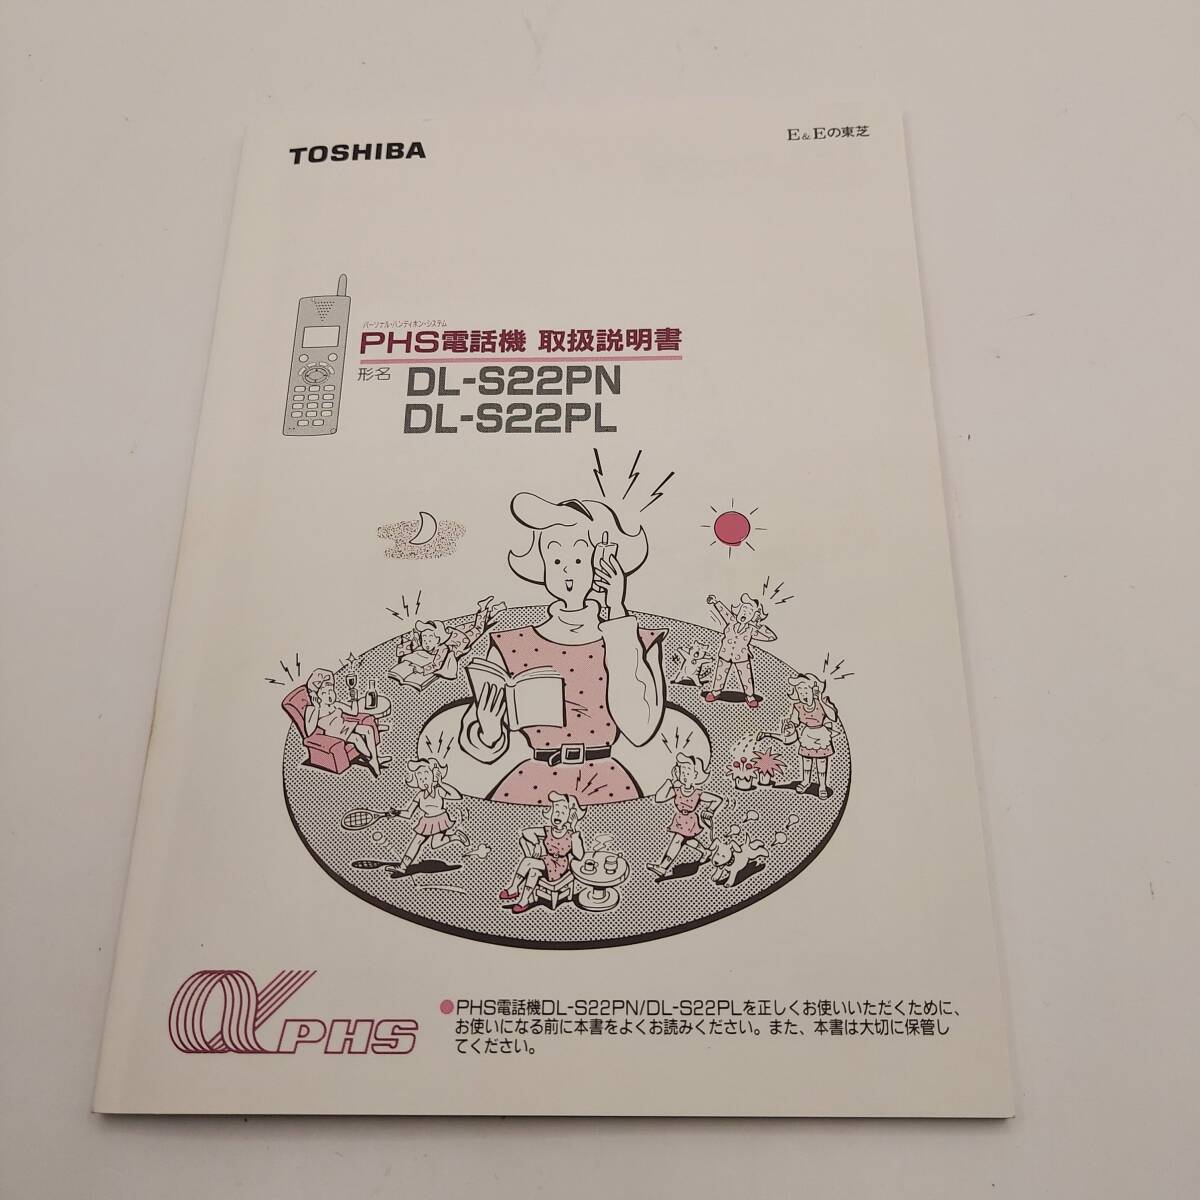 TOSHIBA
E&Eの東芝
パーソナル・ハンディホン・システム
PHS電話機 取扱説明書
形名 DL-S22PN
DL-S22PL
αPHS
●PHS電話機DL-S22PN/DL-S22PLを正しくお使いいただくために、
お使いになる前に本書をよくお読みください。また、本書は大切に保管し
てください。